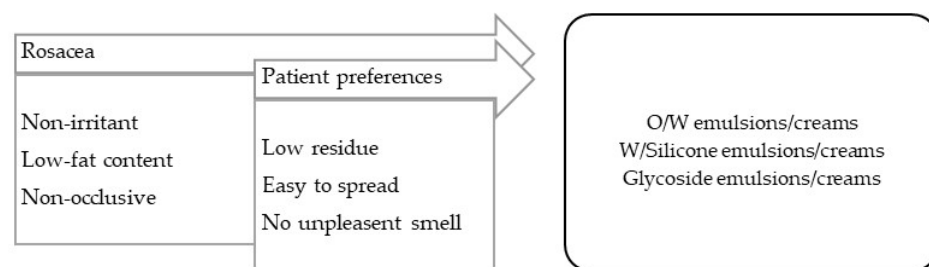 Rosacea
Non-irritant
Low-fat content
Non-occlusive
Patient preferences
Low residue
Easy to spread
No unpleasent smell
O/W emulsions/creams
W/Silicone emulsions/creams
Glycoside emulsions/creams